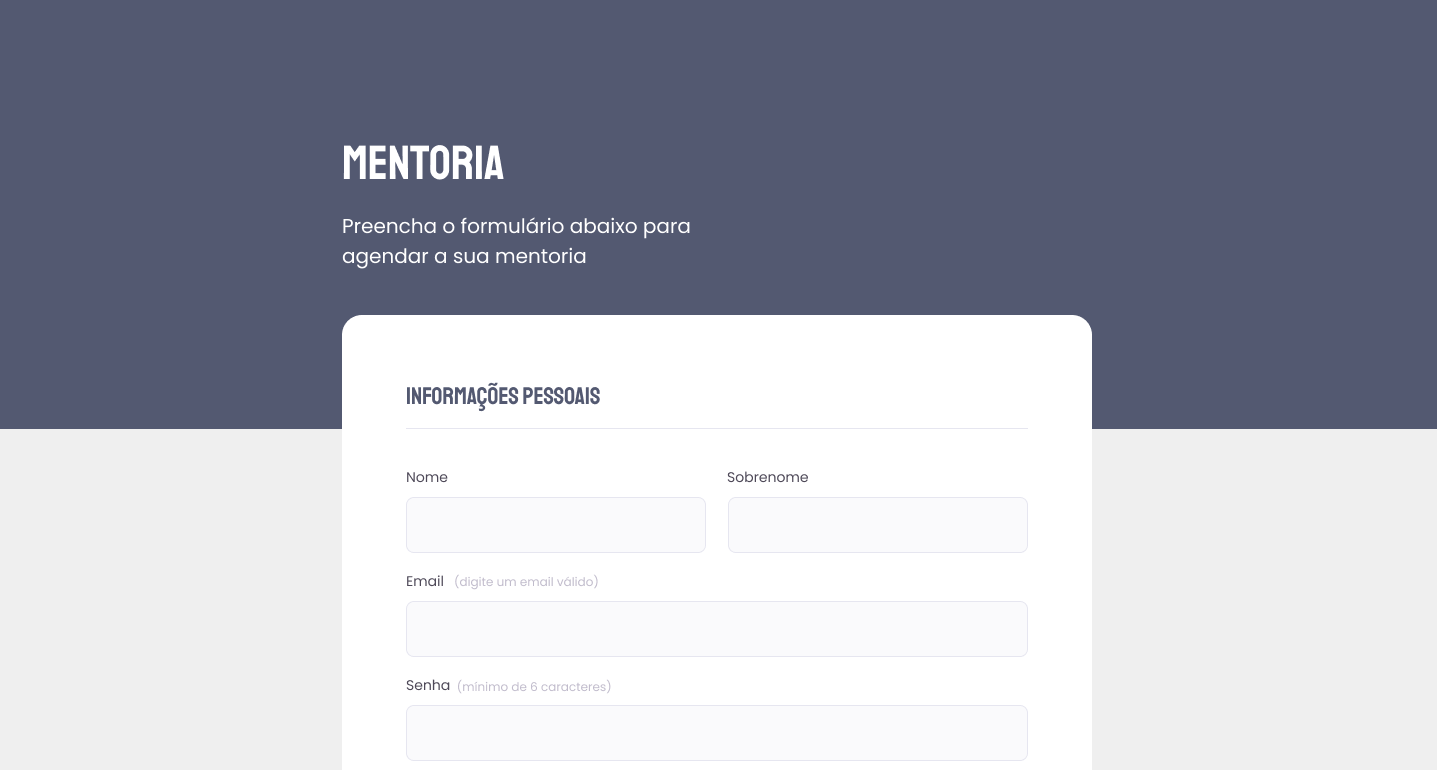 MENTORIA
Preencha o formulário abaixo para
agendar a sua mentoria
INFORMAÇÕES PESSOAIS
Nome Sobrenome
Email (digite um email válido)
Senha (minimo de 6 caracteres)